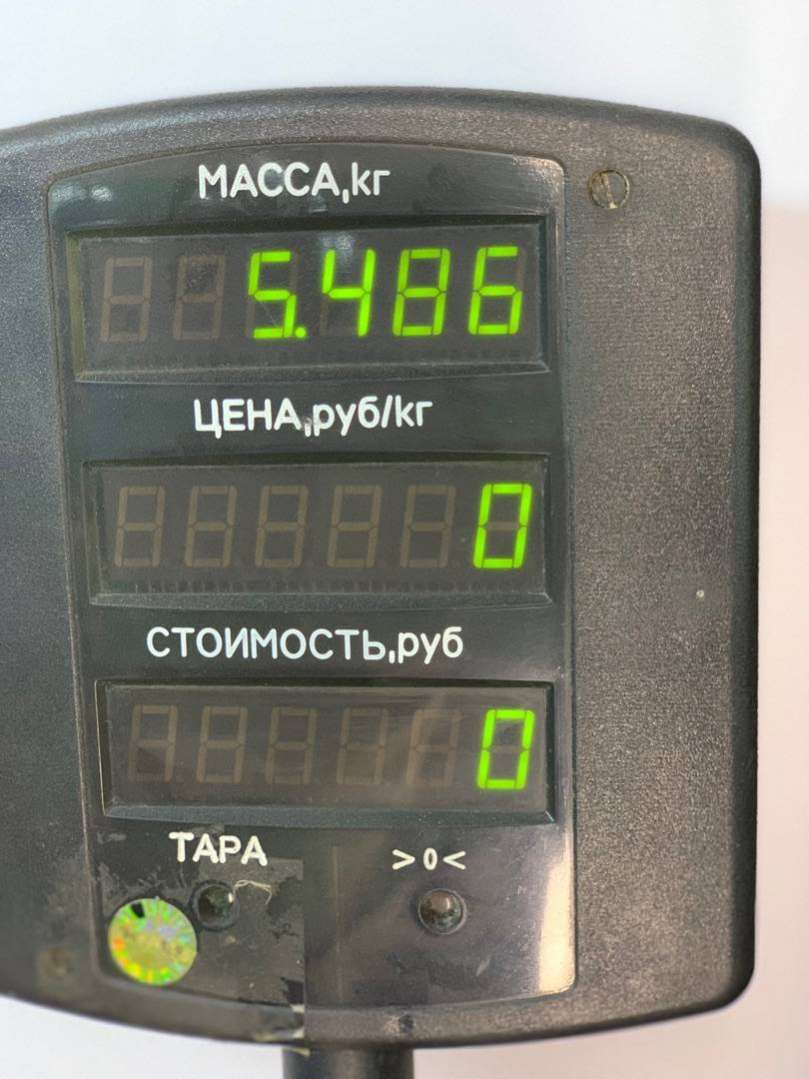 МАССА,кг
5.486
ЦЕНА,руб/кг
0
СТОИМОСТЬ,руб
0
ТАРА >0<